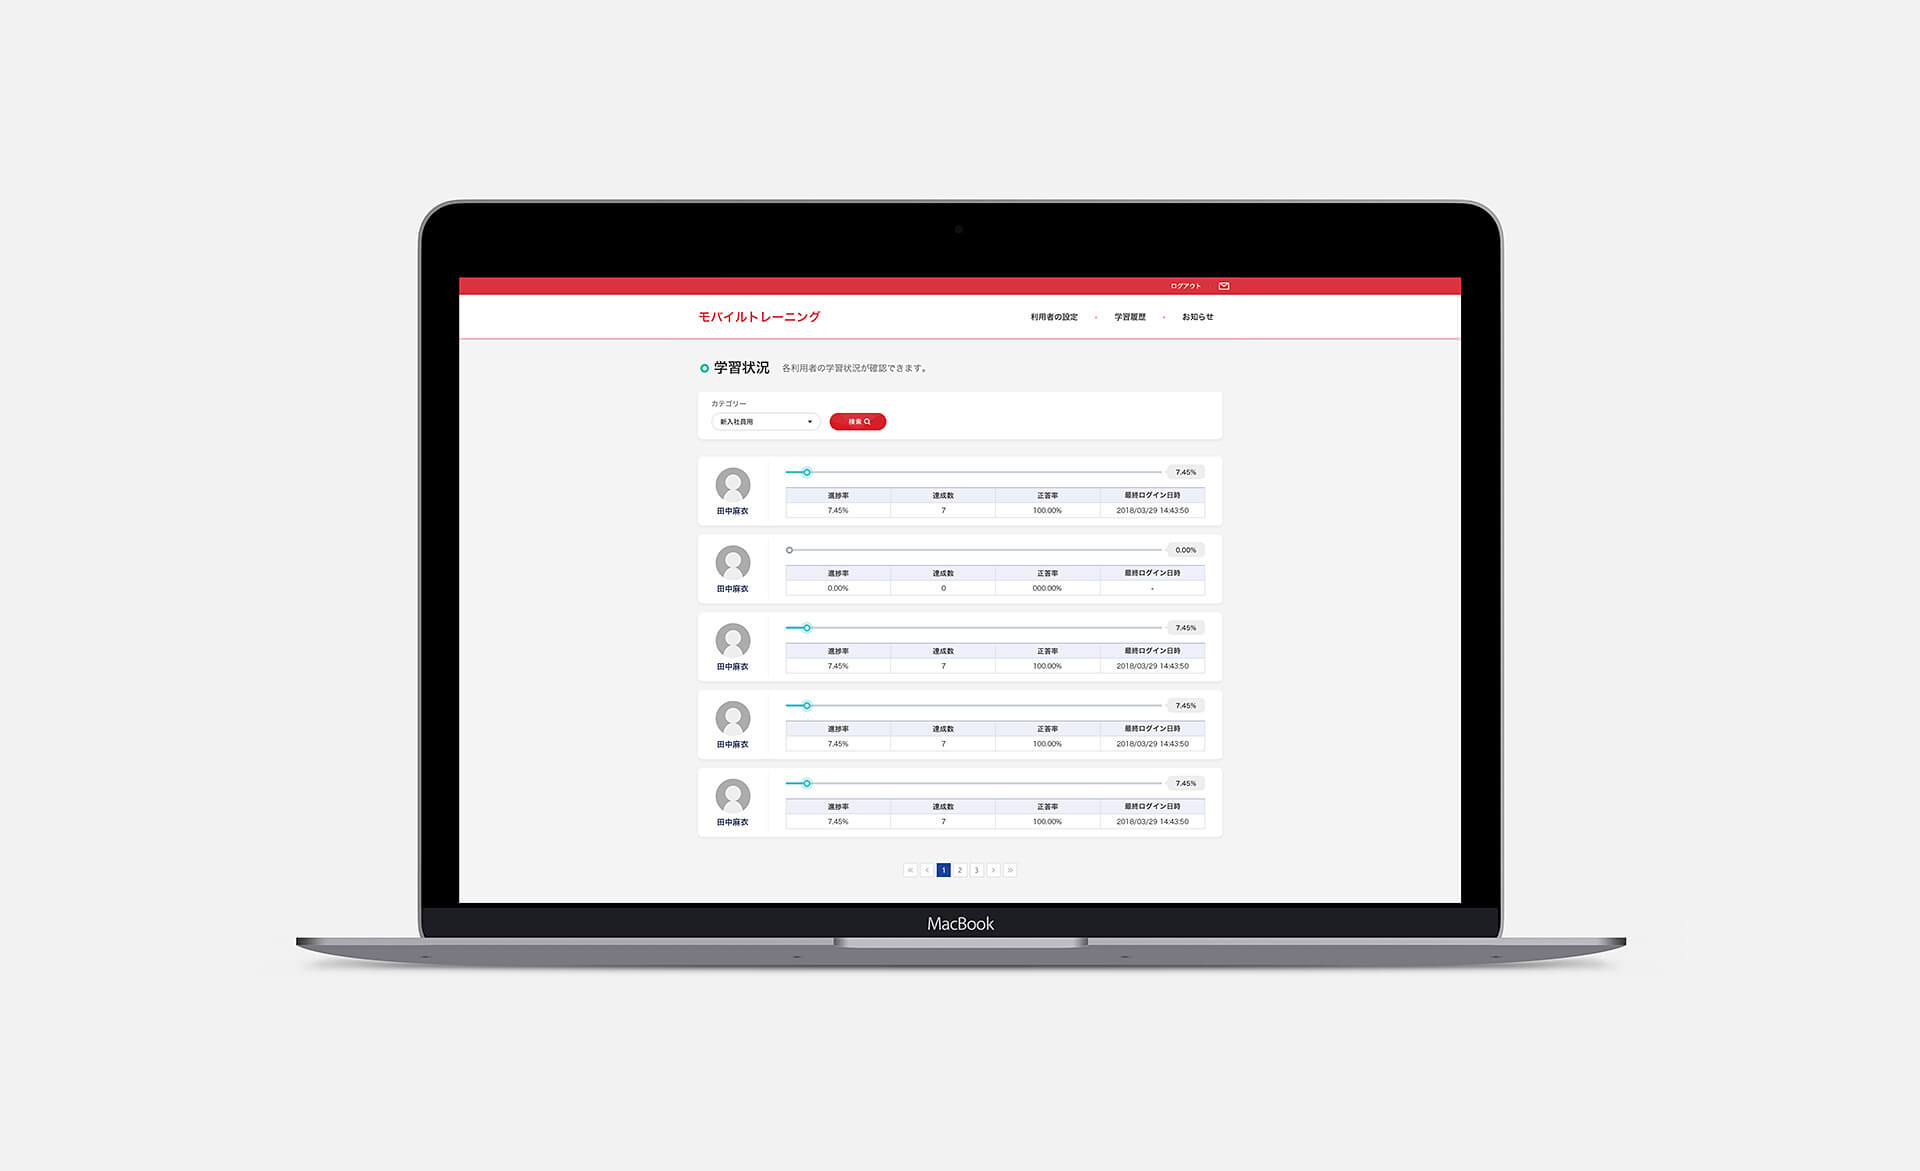 ログアウト
モバイルトレーニング 利用者の設定 学習履歴 お知らせ
学習状況 各利用者の学習状況が確認できます。
カテゴリー
新入社員用 検索
7.45%
進捗率 達成数 正答率 最終ログイン日時
7.45% 7 100.00% 2018/03/29 14:43:50
田中麻衣
0.00%
進捗率 達成数 正答率 最終ログイン日時
0.00% 0 000.00% -
田中麻衣
7.45%
進捗率 達成数 正答率 最終ログイン日時
7.45% 7 100.00% 2018/03/29 14:43:50
田中麻衣
7.45%
進捗率 達成数 正答率 最終ログイン日時
7.45% 7 100.00% 2018/03/29 14:43:50
田中麻衣
7.45%
進捗率 達成数 正答率 最終ログイン日時
7.45% 7 100.00% 2018/03/29 14:43:50
田中麻衣
« ‹ 1 2 3 › »
MacBook